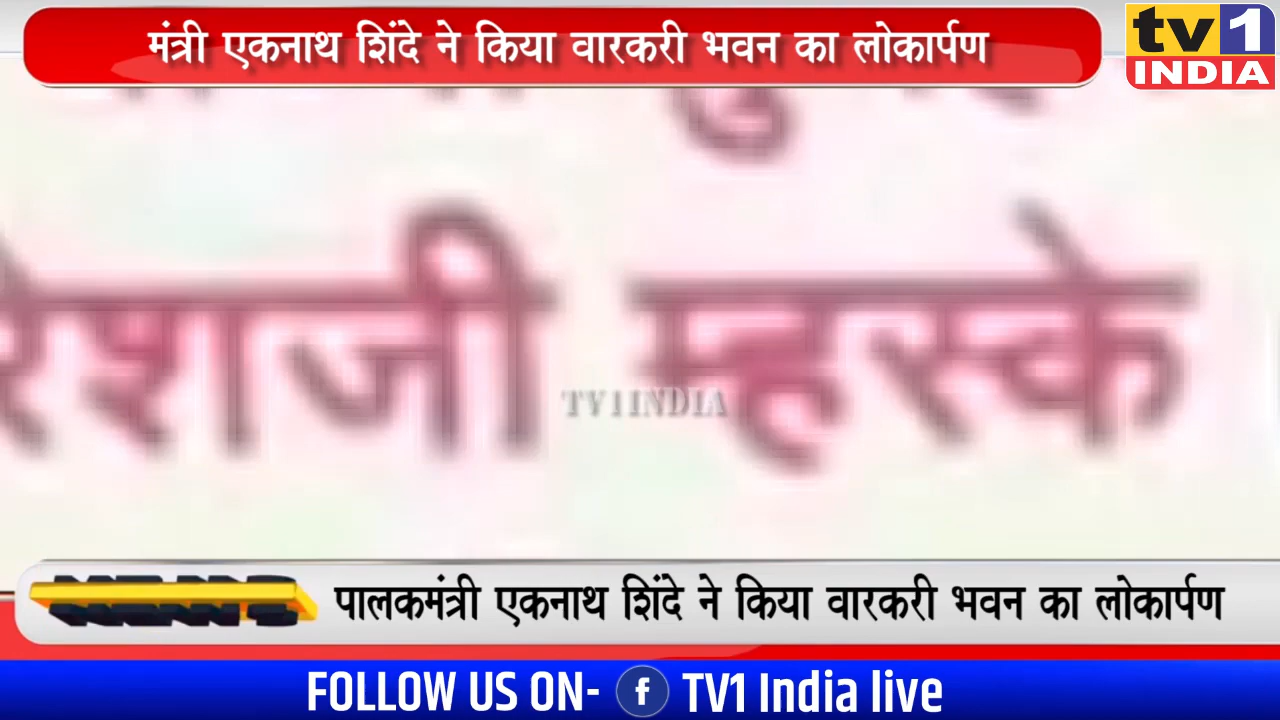 मंत्री एकनाथ शिंदे ने किया वारकरी भवन का लोकार्पण
tv1
INDIA
रेशजी म्हस्के
TV1INDIA
पालकमंत्री एकनाथ शिंदे ने किया वारकरी भवन का लोकार्पण
FOLLOW US ON- f TV1 India live